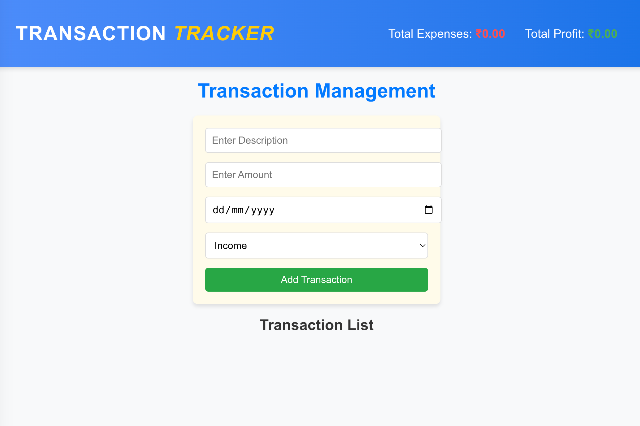 TRANSACTION TRACKER
Total Expenses: ₹0.00 Total Profit: ₹0.00
Transaction Management
Enter Description
Enter Amount
dd/mm/yyyy
Income
Add Transaction
Transaction List